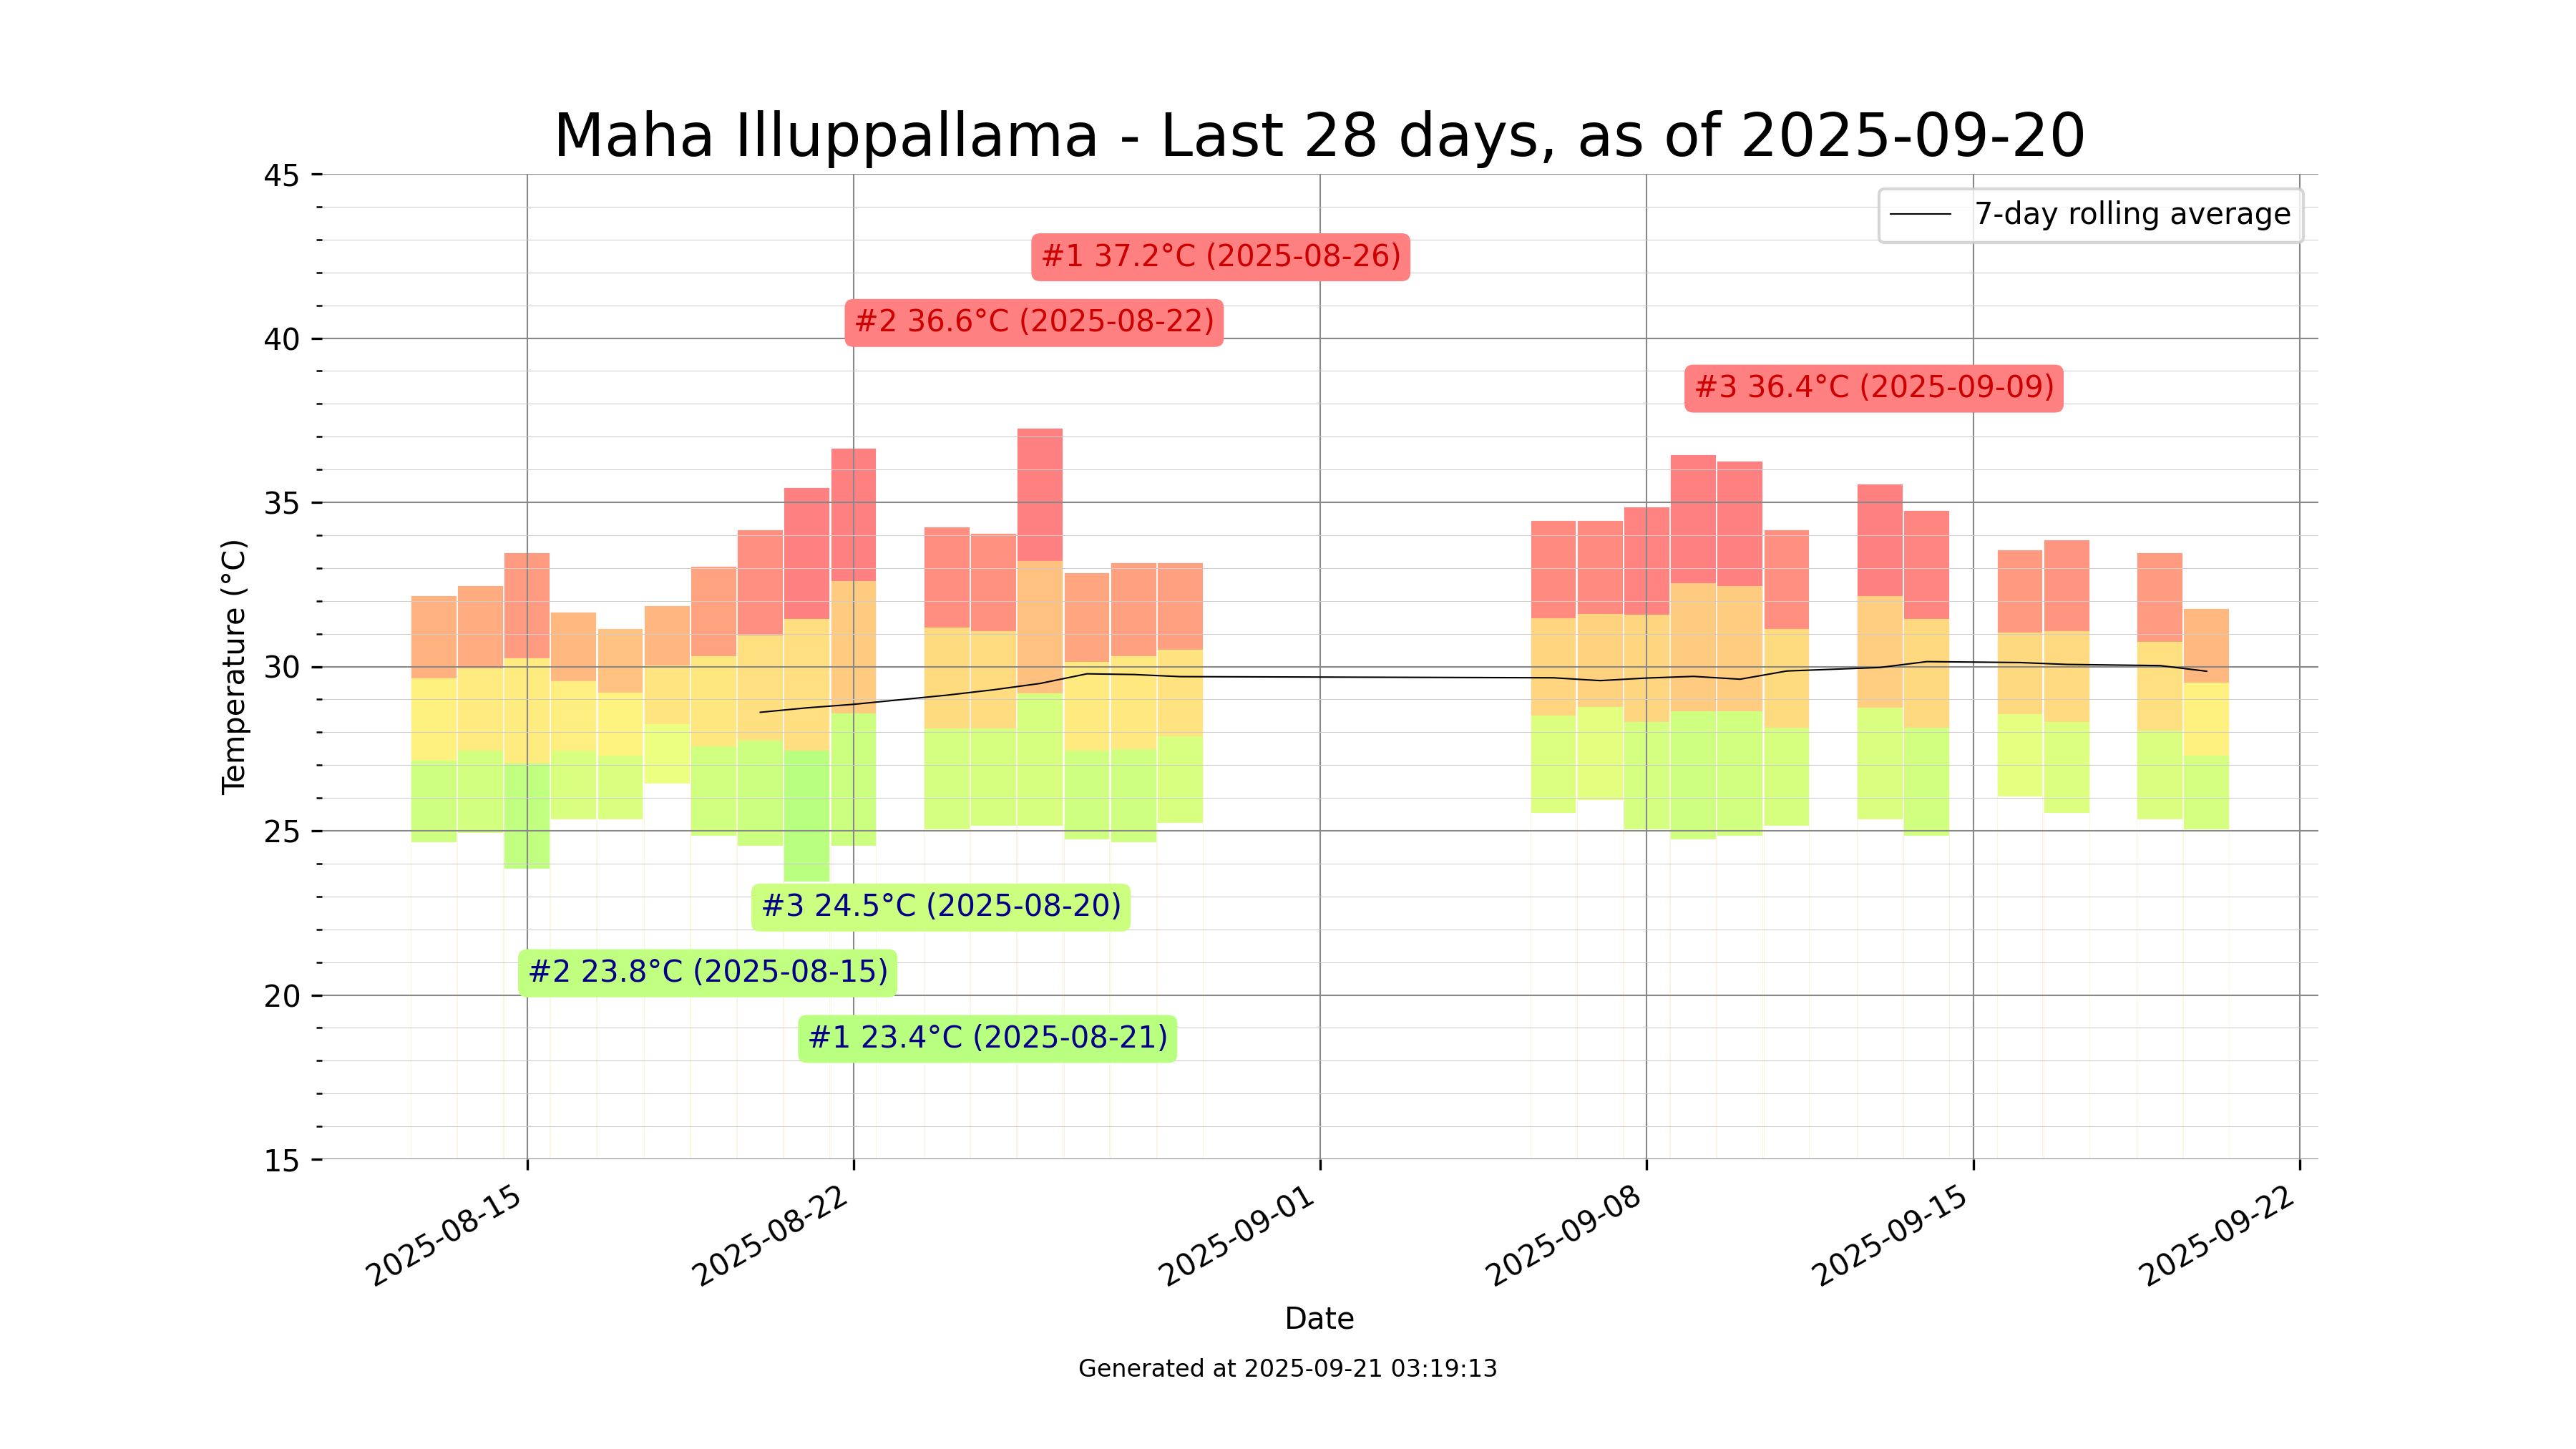 Maha Illuppallama - Last 28 days, as of 2025-09-20
45
7-day rolling average
#1 37.2°C (2025-08-26)
#2 36.6°C (2025-08-22)
40
#3 36.4°C (2025-09-09)
35
Temperature (°C)
30
25
#3 24.5°C (2025-08-20)
#2 23.8°C (2025-08-15)
20
#1 23.4°C (2025-08-21)
15
2025-08-15
2025-08-22
2025-09-01
2025-09-08
2025-09-15
2025-09-22
Date
Generated at 2025-09-21 03:19:13